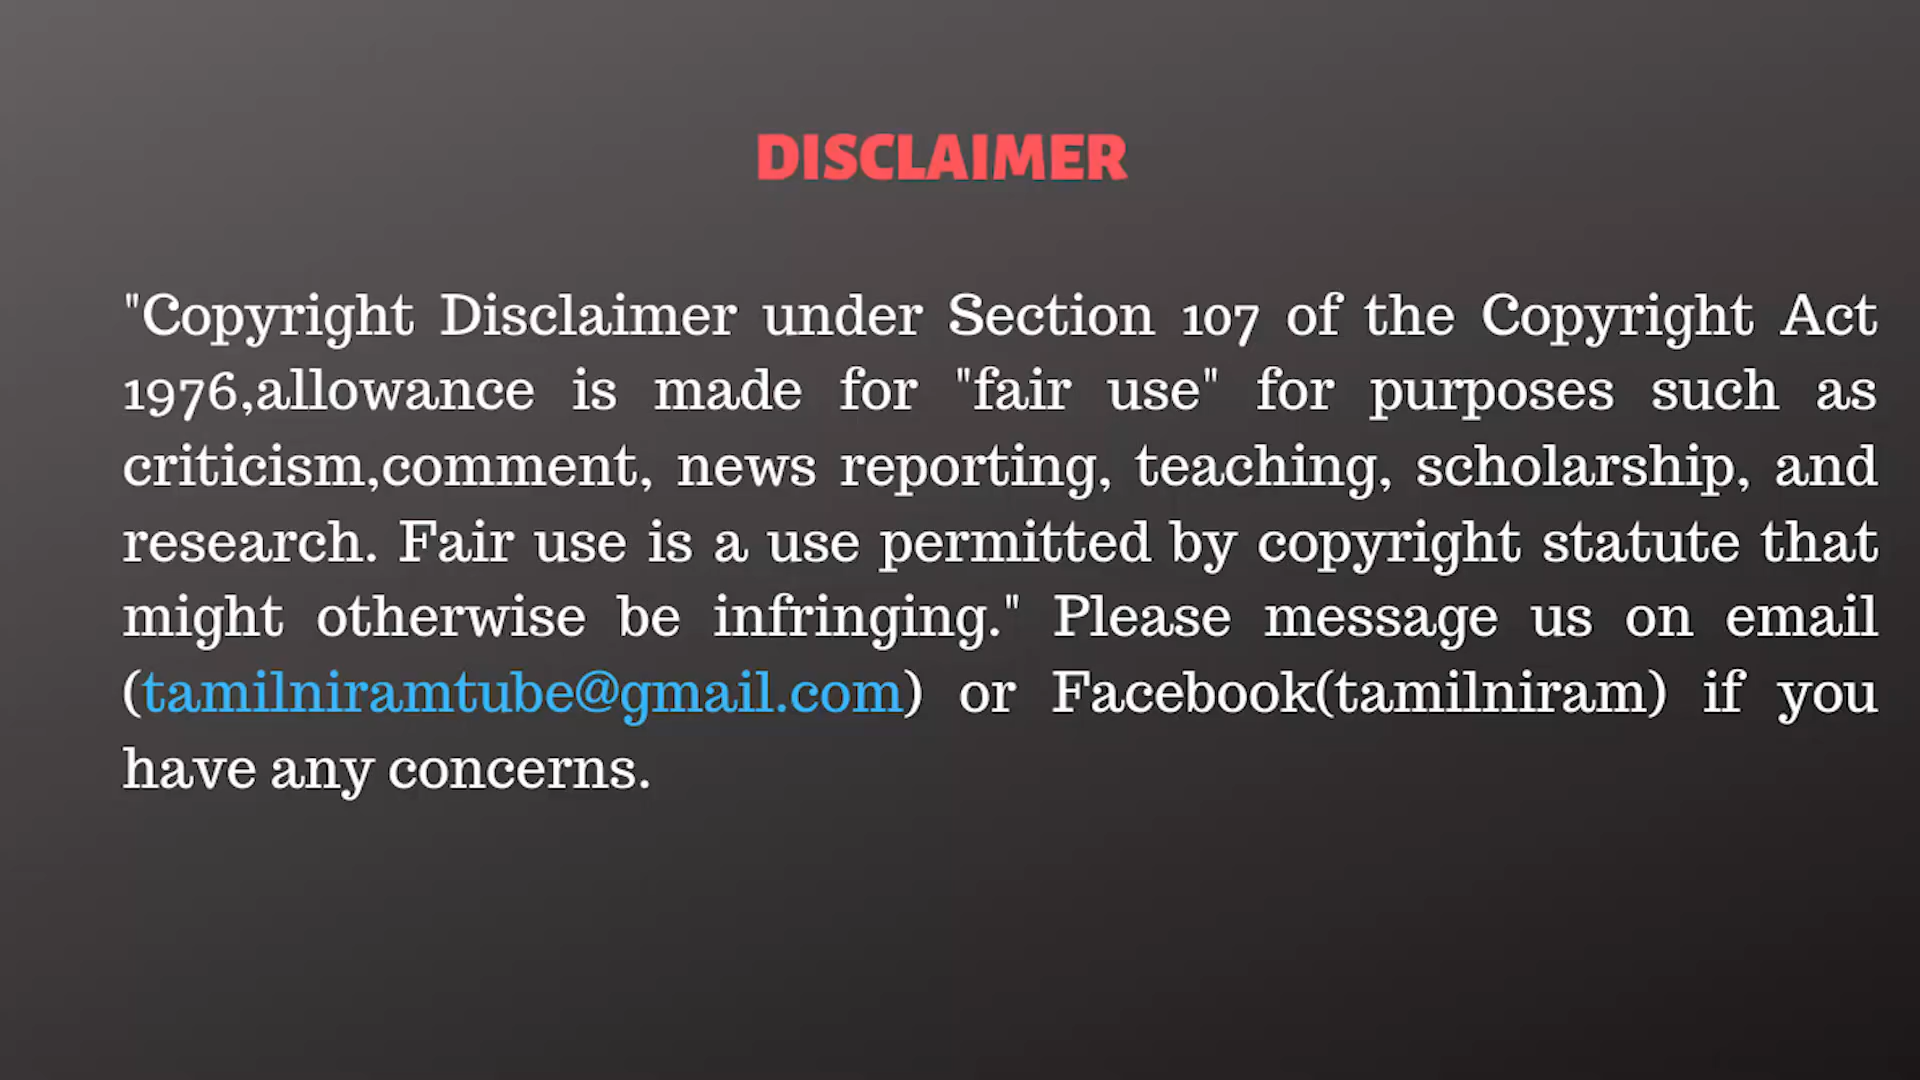 DISCLAIMER
"Copyright Disclaimer under Section 107 of the Copyright Act
1976,allowance is made for "fair use" for purposes such as
criticism,comment, news reporting, teaching, scholarship, and
research. Fair use is a use permitted by copyright statute that
might otherwise be infringing." Please message us on email
(tamilniramtube@gmail.com) or Facebook(tamilniram) if you
have any concerns.